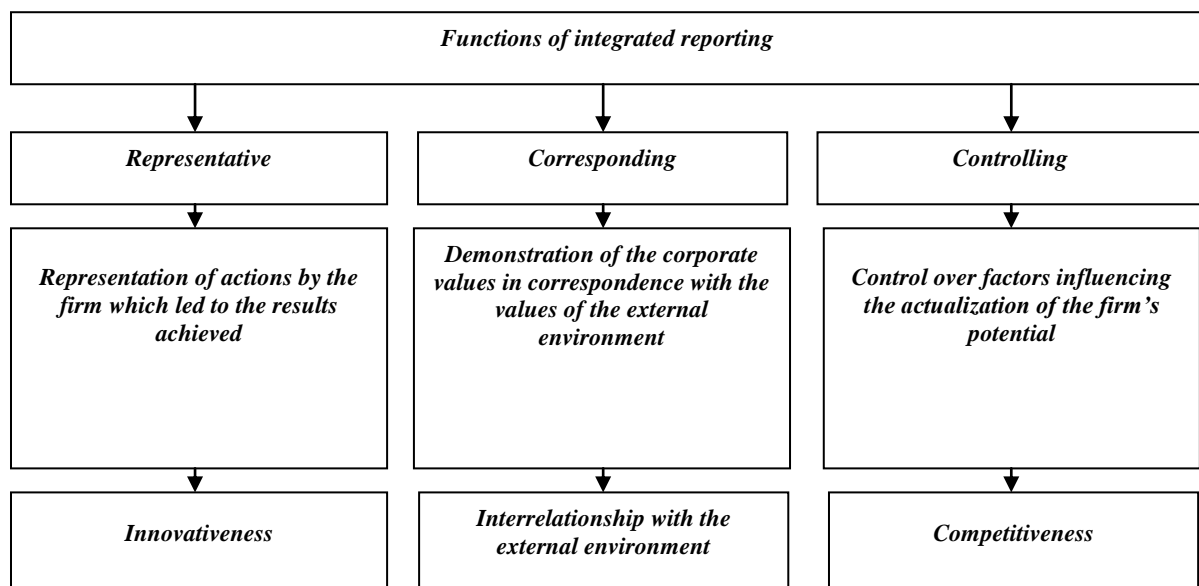 Functions of integrated reporting
Representative
Corresponding
Controlling
Representation of actions by the
firm which led to the results
achieved
Demonstration of the corporate
values in correspondence with the
values of the external
environment
Control over factors influencing
the actualization of the firm’s
potential
Innovativeness
Interrelationship with the
external environment
Competitiveness